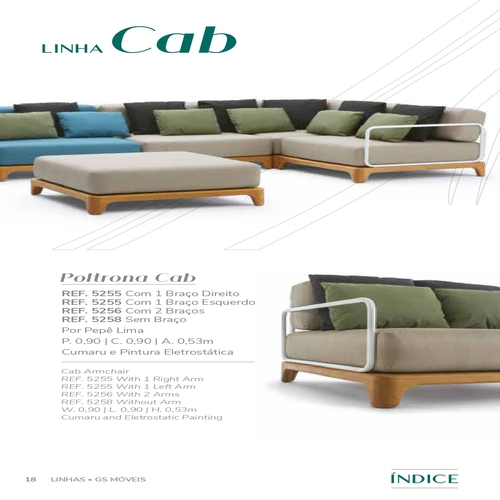 LINHA Cab
Poltrona Cab
REF. 5255 Com 1 Braço Direito
REF. 5255 Com 1 Braço Esquerdo
REF. 5256 Com 2 Braços
REF. 5258 Sem Braço
Por Pepê Lima
P. 0,90 | C. 0,90 | A. 0,53m
Cumaru e Pintura Eletrostática
Cab Armchair
REF. 5255 With 1 Right Arm
REF. 5255 With 1 Left Arm
REF. 5256 With 2 Arms
REF. 5258 Without Arm
W. 0,90 | L. 0,90 | H. 0,53m
Cumaru and Eletrostatic Painting
18 LINHAS • GS MÓVEIS
ÍNDICE